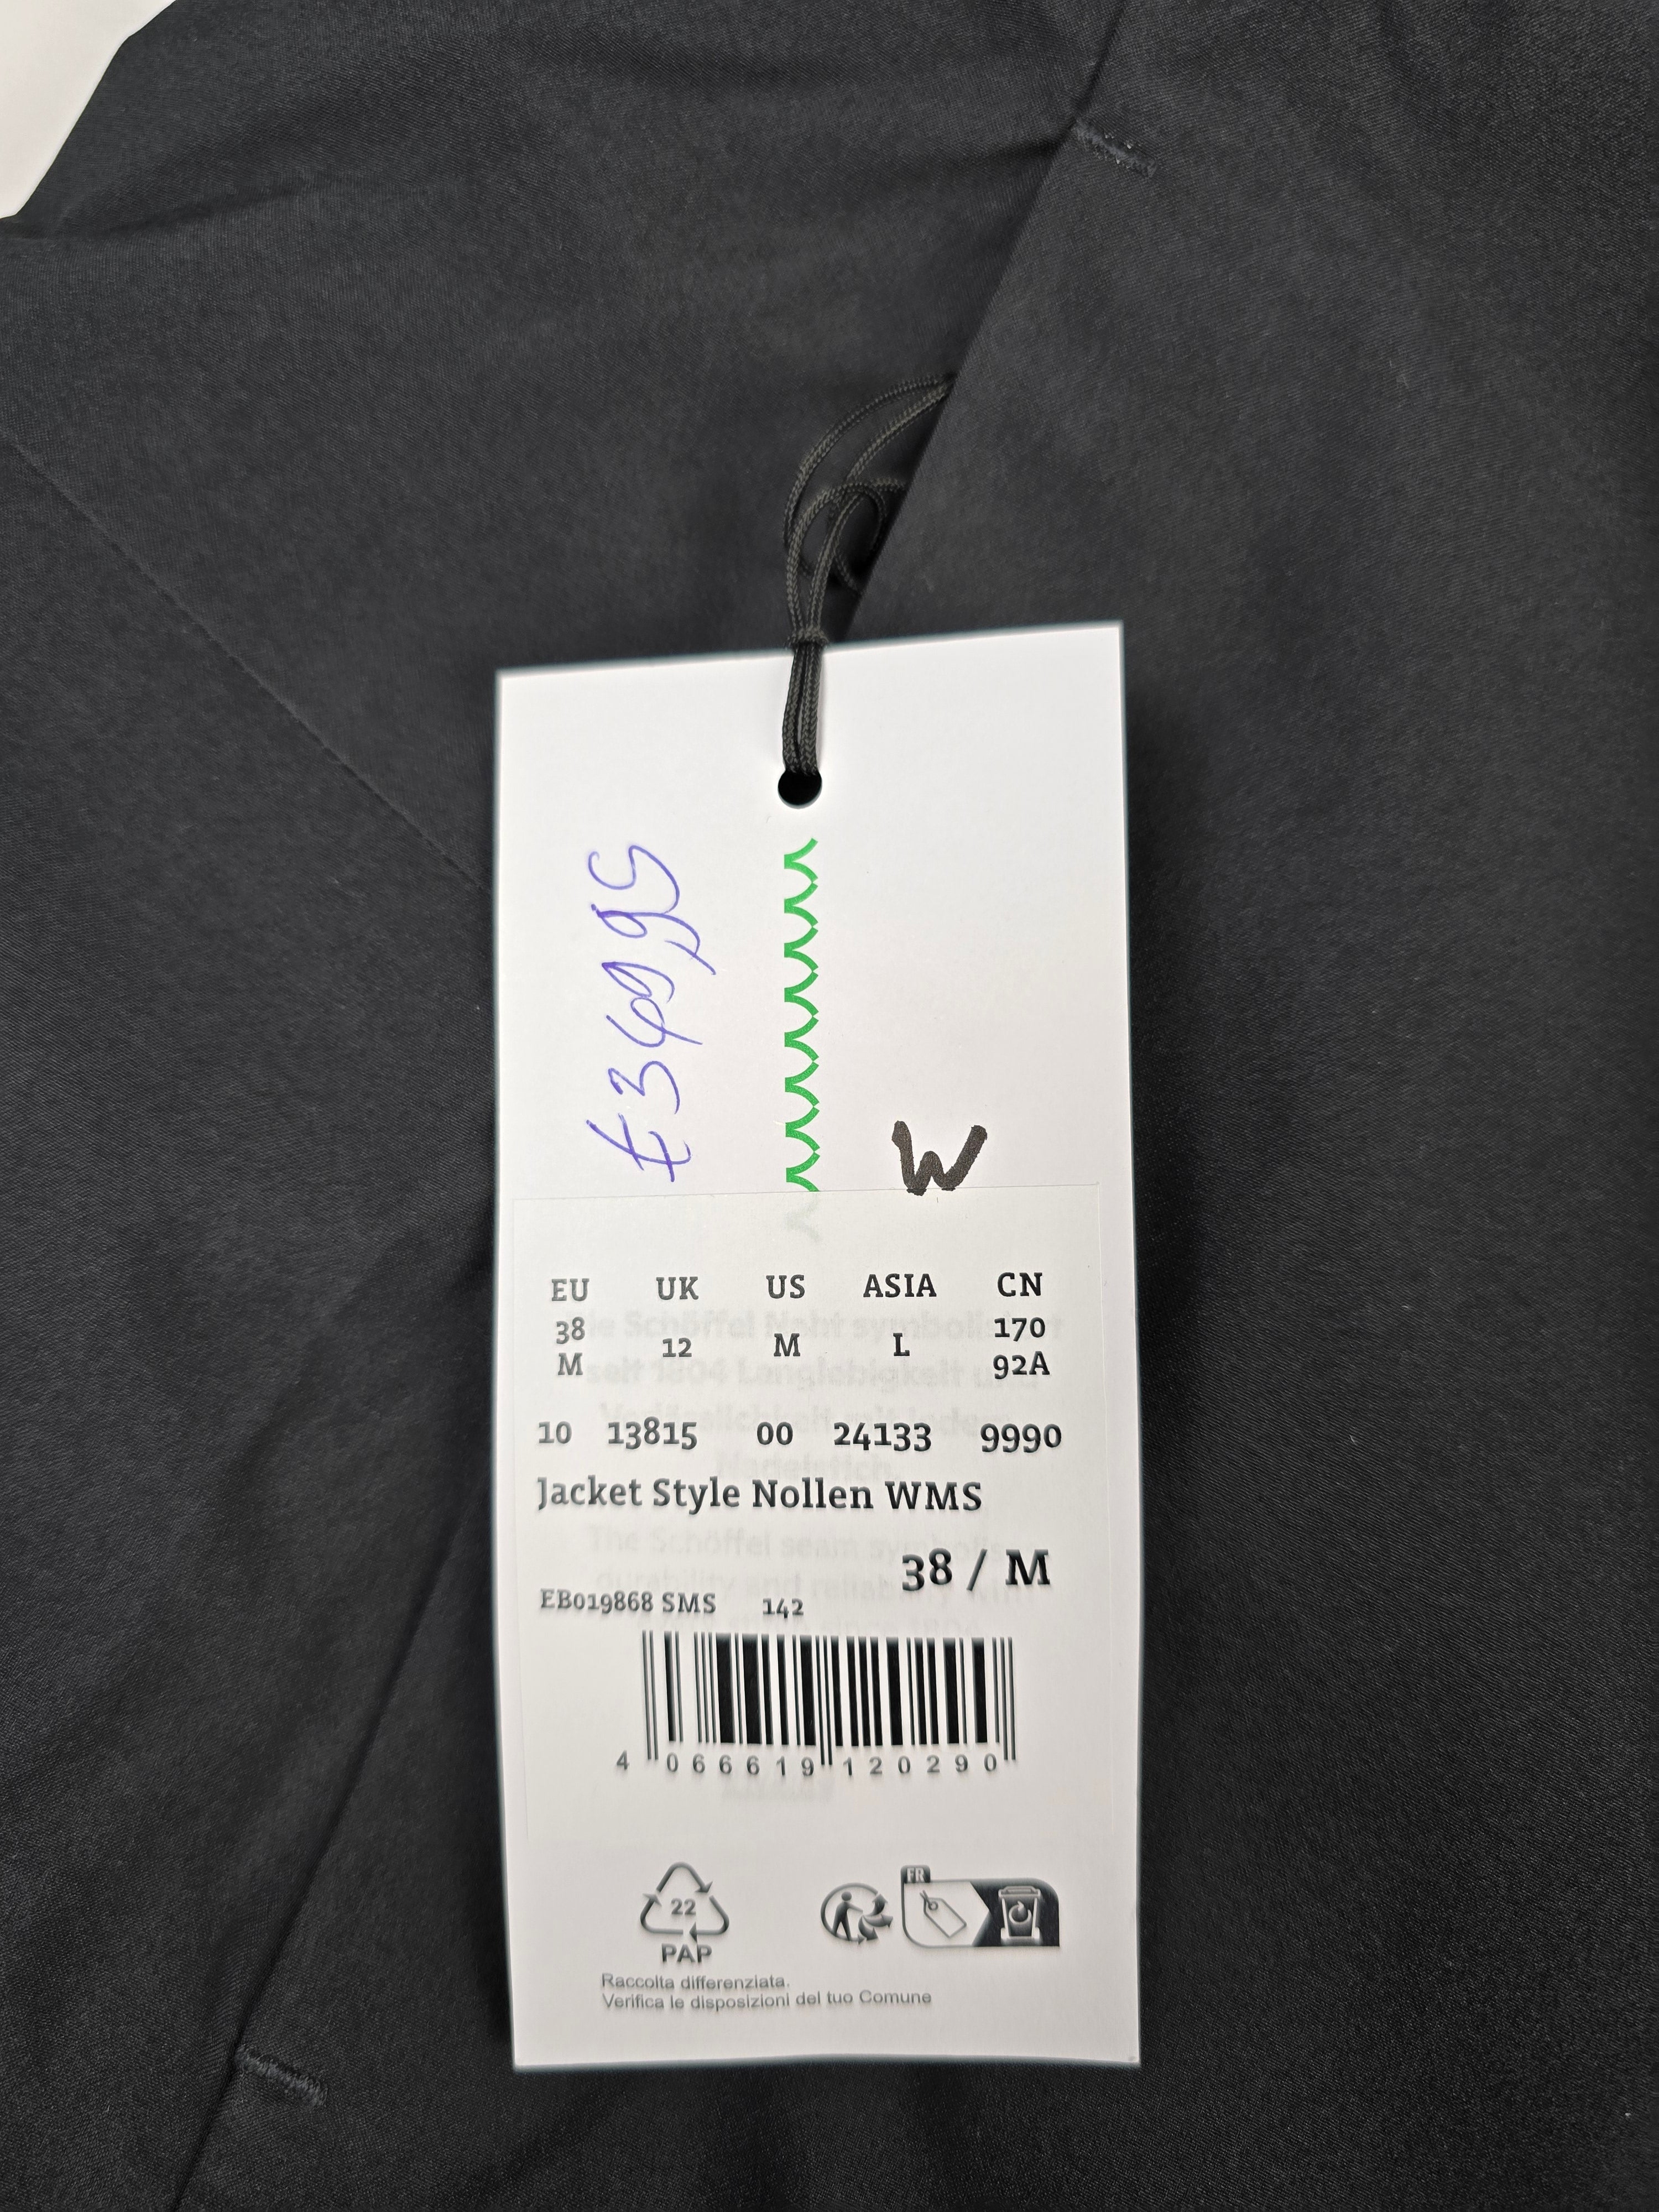 €349,95
W
EU UK US ASIA CN
38 M 12 M L 170 92A
10 13815 00 24133 9990
Jacket Style Nollen WMS
38 / M
EB019868 SMS 142
4 066619 120290
22
PAP
FR
Raccolta differenziata.
Verifica le disposizioni del tuo Comune